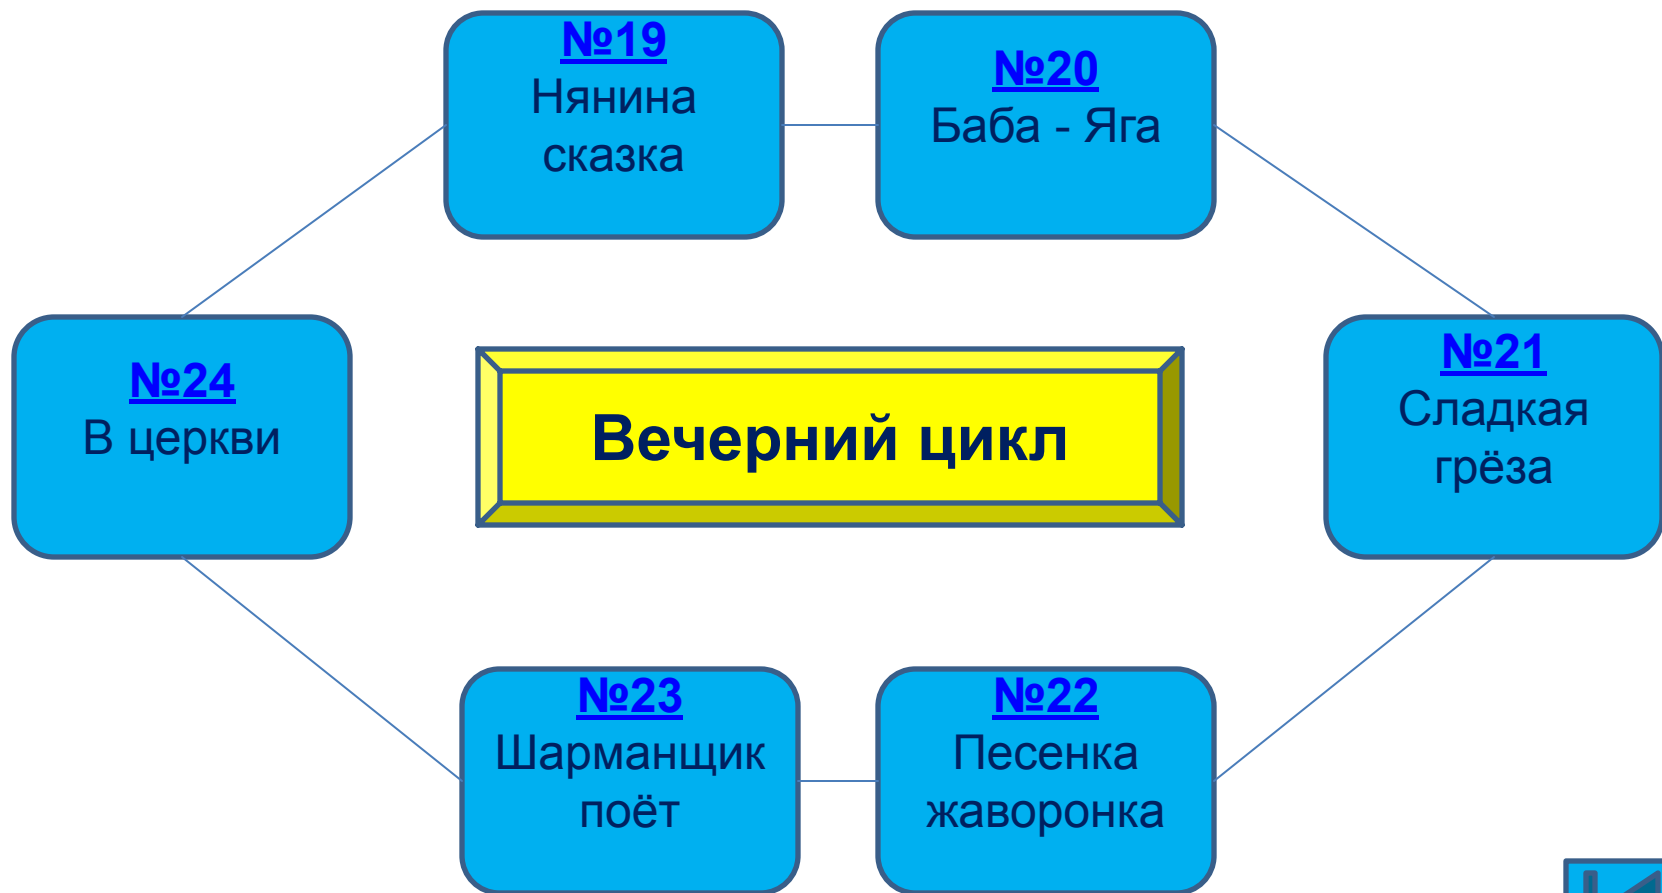 №19
Нянина
сказка
№20
Баба - Яга
№24
В церкви
Вечерний цикл
№21
Сладкая
грёза
№23
Шарманщик
поёт
№22
Песенка
жаворонка